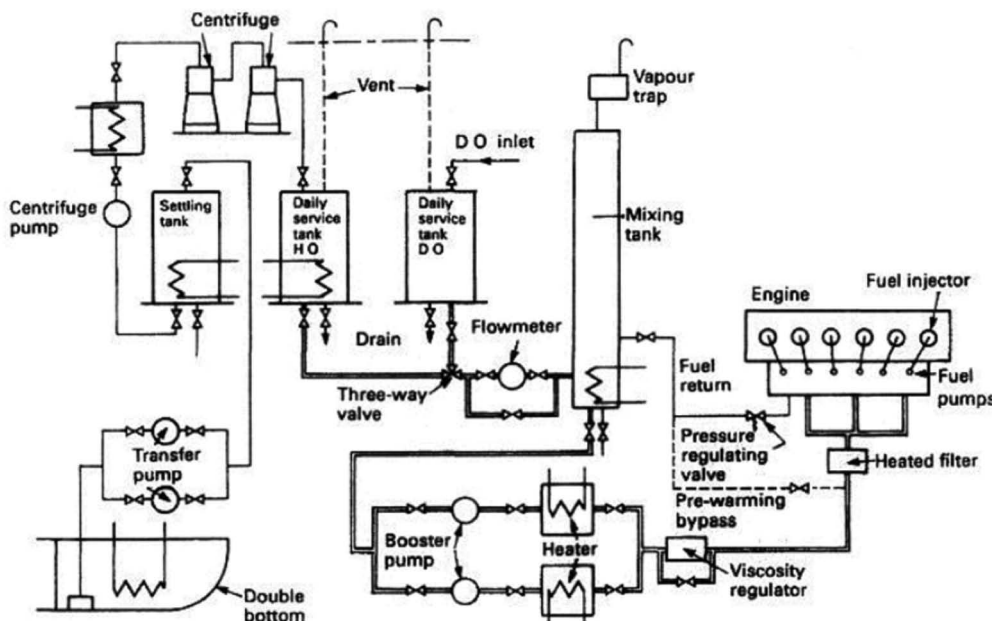 Centrifuge
Vent
Vapour
trap
D O inlet
Centrifuge
pump
Settling
tank
Daily
service
tank
H O
Daily
service
tank
D O
Mixing
tank
Engine
Fuel injector
Drain
Flowmeter
Three-way
valve
Fuel
return
Fuel
pumps
Pressure
regulating
valve
Heated filter
Transfer
pump
Pre-warming
bypass
Booster
pump
Heater
Viscosity
regulator
Double
bottom